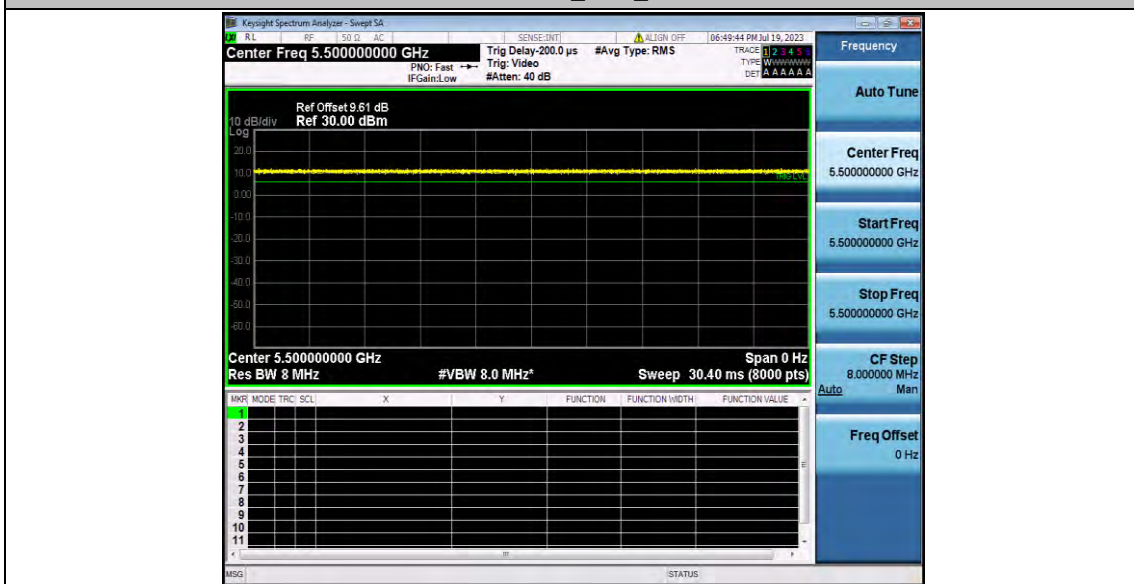 Keysight Spectrum Analyzer - Swept SA
RL RF 50 Ω AC SENSE:INT ALIGN OFF 06:49:44 PM Jul 19, 2023
Center Freq 5.500000000 GHz
PNO: Fast
IFGain:Low
Trig Delay-200.0 µs
Trig: Video
#Atten: 40 dB
#Avg Type: RMS
TRACE 1 2 3 4 5 6
TYPE WWWWWW
DET A A A A A A
Frequency
Auto Tune
Center Freq
5.500000000 GHz
Start Freq
5.500000000 GHz
Stop Freq
5.500000000 GHz
CF Step
8.000000 MHz
Auto Man
Freq Offset
0 Hz
Ref Offset 9.61 dB
10 dB/div Ref 30.00 dBm
Log
20.0
10.0
TRIG LVL
0.00
-10.0
-20.0
-30.0
-40.0
-50.0
-60.0
Center 5.500000000 GHz Span 0 Hz
Res BW 8 MHz #VBW 8.0 MHz* Sweep 30.40 ms (8000 pts)
MKR MODE TRC SCL X Y FUNCTION FUNCTION WIDTH FUNCTION VALUE
1
2
3
4
5
6
7
8
9
10
11
MSG STATUS